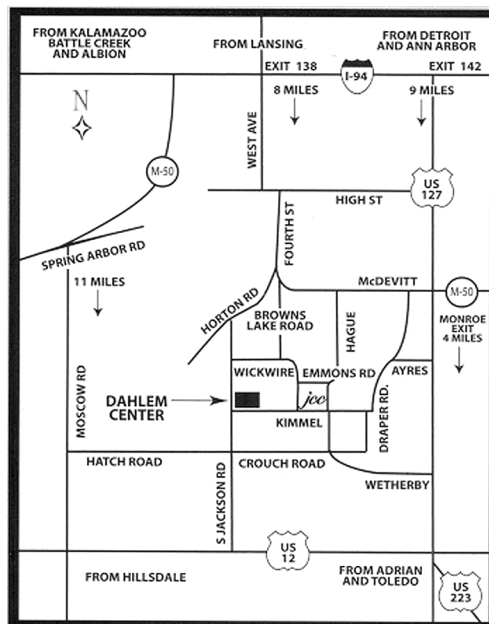 FROM KALAMAZOO
BATTLE CREEK
AND ALBION
FROM LANSING
FROM DETROIT
AND ANN ARBOR
EXIT 138
I-94
EXIT 142
N
8 MILES
9 MILES
WEST AVE
M-50
US
127
HIGH ST
FOURTH ST
SPRING ARBOR RD
11 MILES
McDEVITT
M-50
HORTON RD
BROWNS
LAKE ROAD
HAGUE
MONROE
EXIT
4 MILES
MOSCOW RD
WICKWIRE
EMMONS RD
AYRES
DAHLEM
CENTER
jcc
DRAPER RD.
KIMMEL
HATCH ROAD
CROUCH ROAD
S JACKSON RD
WETHERBY
US
12
FROM HILLSDALE
FROM ADRIAN
AND TOLEDO
US
223